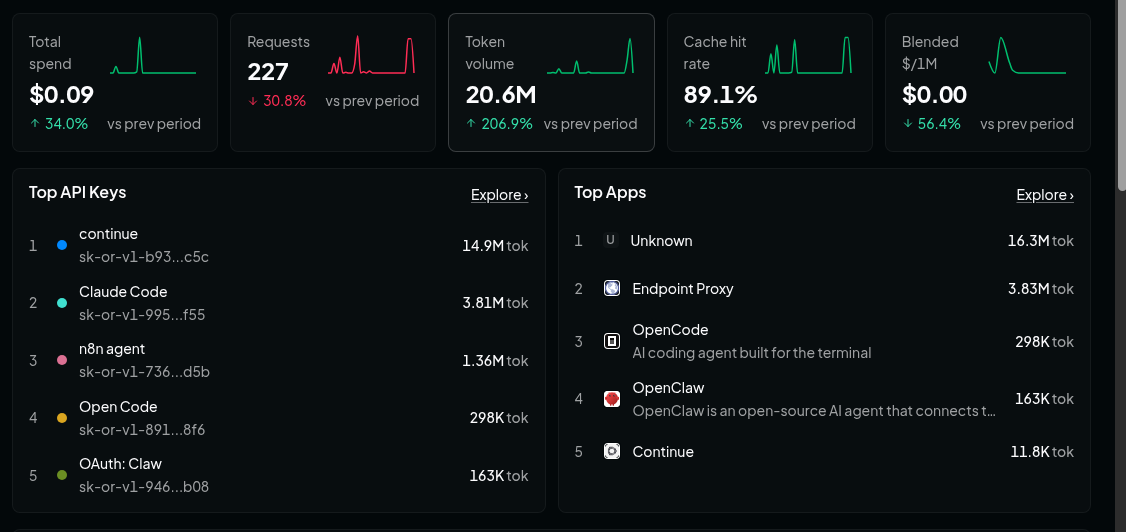 Total spend
$0.09
↑ 34.0% vs prev period
Requests
227
↓ 30.8% vs prev period
Token volume
20.6M
↑ 206.9% vs prev period
Cache hit rate
89.1%
↑ 25.5% vs prev period
Blended $/1M
$0.00
↓ 56.4% vs prev period
Top API Keys
Explore ›
1 continue 14.9M tok
sk-or-v1-b93...c5c
2 Claude Code 3.81M tok
sk-or-v1-995...f55
3 n8n agent 1.36M tok
sk-or-v1-736...d5b
4 Open Code 298K tok
sk-or-v1-891...8f6
5 OAuth: Claw 163K tok
sk-or-v1-946...b08
Top Apps
Explore ›
1 U Unknown 16.3M tok
2 Endpoint Proxy 3.83M tok
3 OpenCode 298K tok
AI coding agent built for the terminal
4 OpenClaw 163K tok
OpenClaw is an open-source AI agent that connects t...
5 Continue 11.8K tok